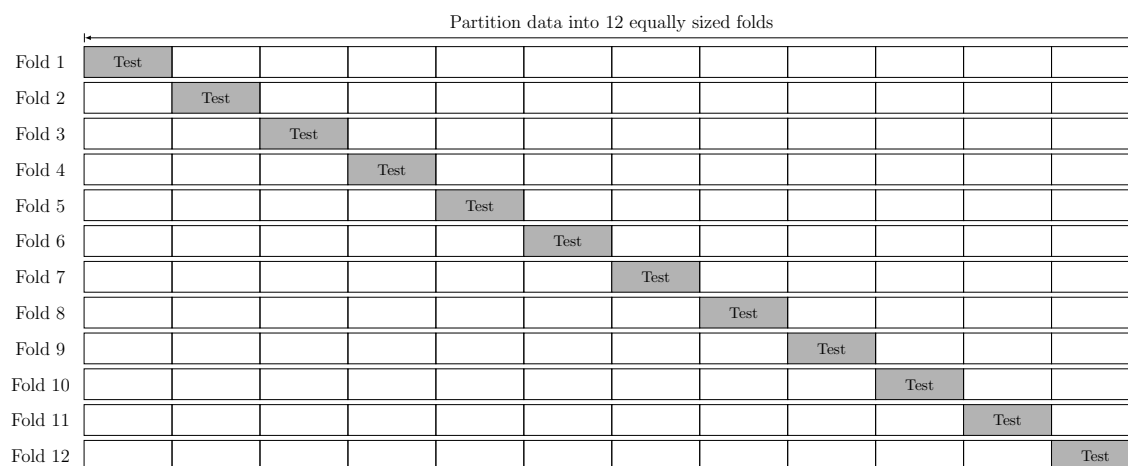 Partition data into 12 equally sized folds
Fold 1 Test
Fold 2 Test
Fold 3 Test
Fold 4 Test
Fold 5 Test
Fold 6 Test
Fold 7 Test
Fold 8 Test
Fold 9 Test
Fold 10 Test
Fold 11 Test
Fold 12 Test